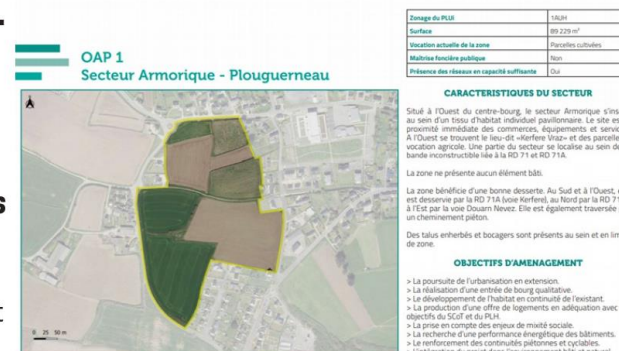 OAP 1
Secteur Armorique - Plouguerneau
0 25 50 m
Zonage du PLUi 1AUH
Surface 89 229 m²
Vocation actuelle de la zone Parcelles cultivées
Maîtrise foncière publique Non
Présence des réseaux en capacité suffisante Oui
CARACTERISTIQUES DU SECTEUR
Situé à l'Ouest du centre-bourg, le secteur Armorique s'ins
au sein d'un tissu d'habitat individuel pavillonnaire. Le site es
proximité immédiate des commerces, équipements et servic
A l'Ouest se trouvent le lieu-dit «Kerfere Vraz» et des parcelle
vocation agricole. Une partie du secteur se localise au sein de
bande inconstructible liée à la RD 71 et RD 71A.
La zone ne présente aucun élément bâti.
La zone bénéficie d'une bonne desserte. Au Sud et à l'Ouest,
est desservie par la RD 71A (voie Kerfere), au Nord par la RD 71
à l'Est par la voie Douarn Nevez. Elle est également traversée
un cheminement piéton.
Des talus enherbés et bocagers sont présents au sein et en lim
de zone.
OBJECTIFS D'AMENAGEMENT
> La poursuite de l'urbanisation en extension.
> La réalisation d'une entrée de bourg qualitative.
> Le développement de l'habitat en continuité de l'existant.
> La production d'une offre de logements en adéquation avec
objectifs du SCoT et du PLH.
> La prise en compte des enjeux de mixité sociale.
> La recherche d'une performance énergétique des bâtiments.
> Le renforcement des continuités piétonnes et cyclables.